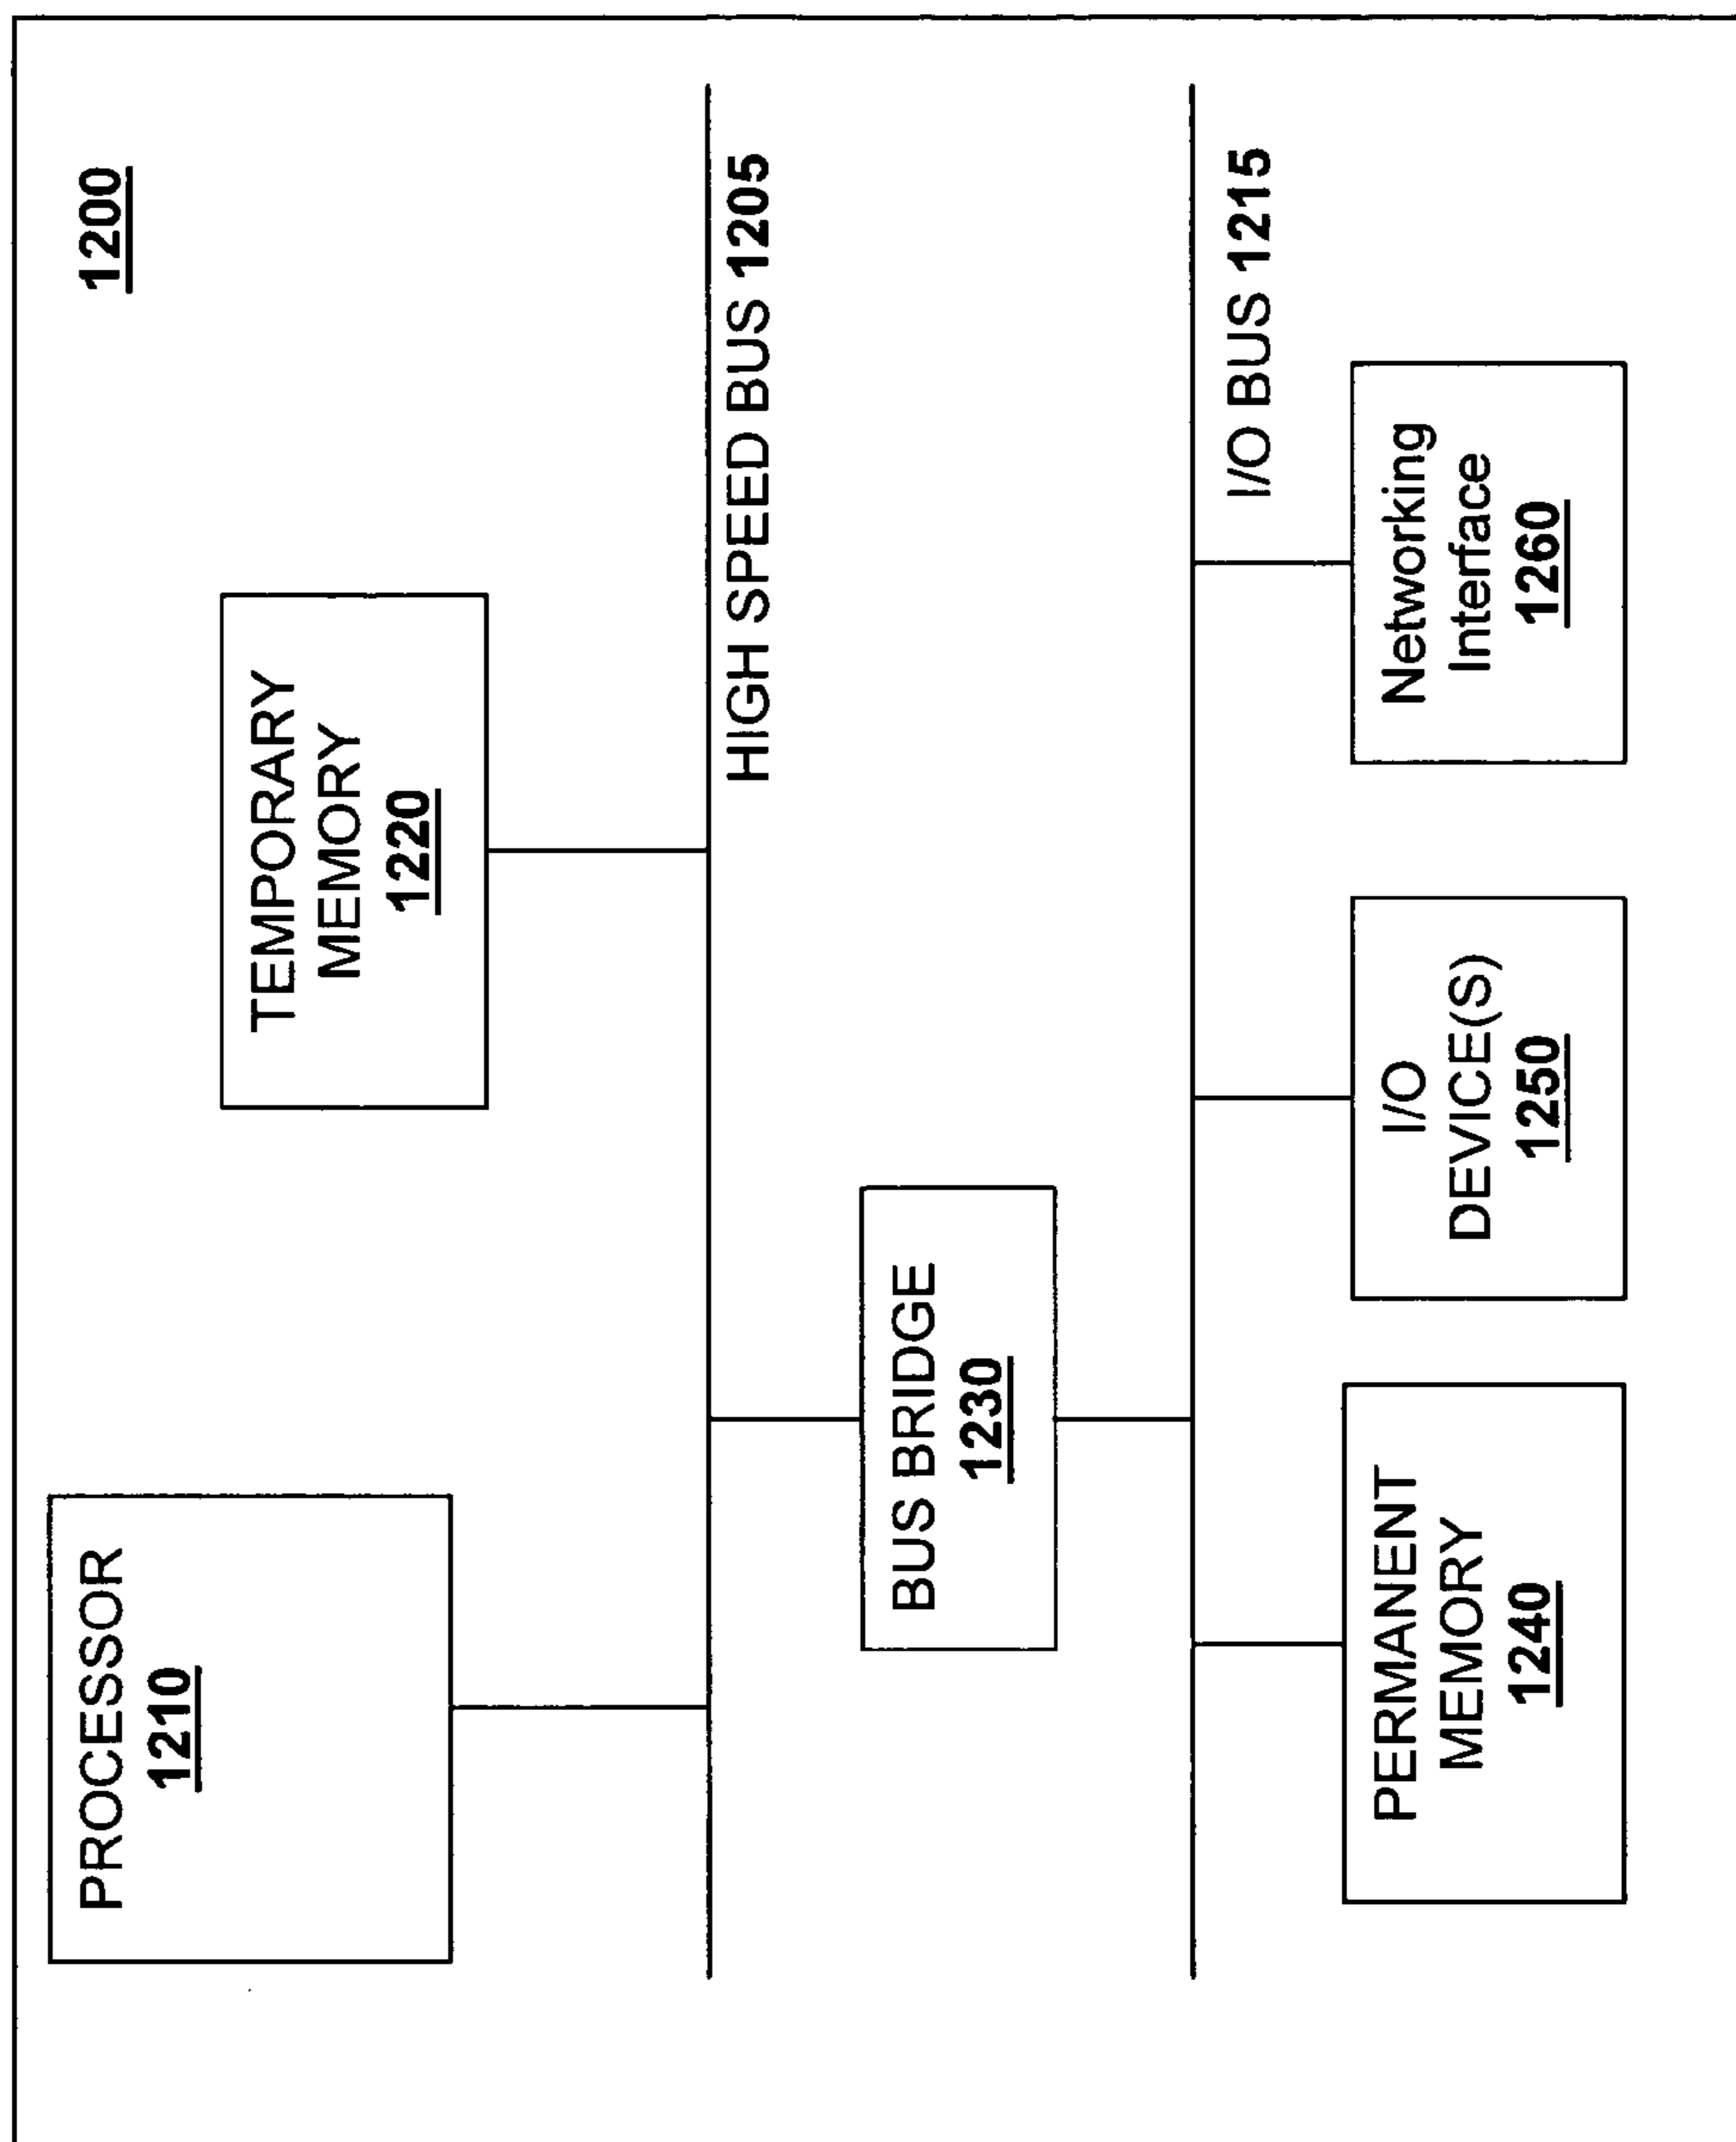 1200
PROCESSOR
1210
TEMPORARY
MEMORY
1220
HIGH SPEED BUS 1205
BUS BRIDGE
1230
I/O BUS 1215
PERMANENT
MEMORY
1240
I/O
DEVICE(S)
1250
Networking
Interface
1260